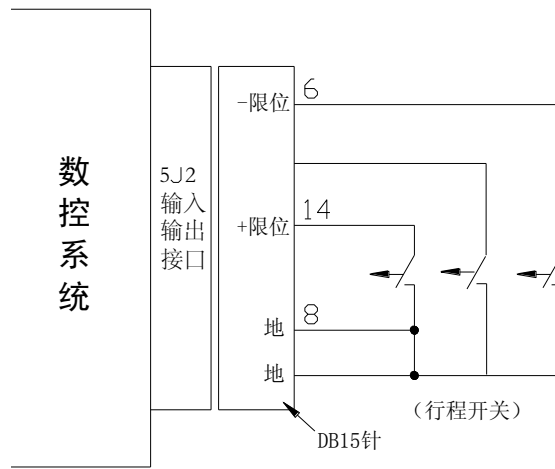 数控系统
5J2
输入
输出
接口
-限位
6
+限位
14
地
8
地
(行程开关)
DB15针